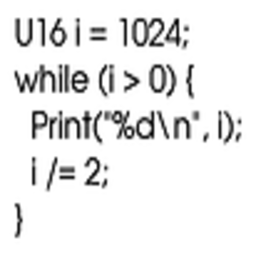 U16 i = 1024;
while (i > 0) {
  Print("%d\n", i);
  i /= 2;
}